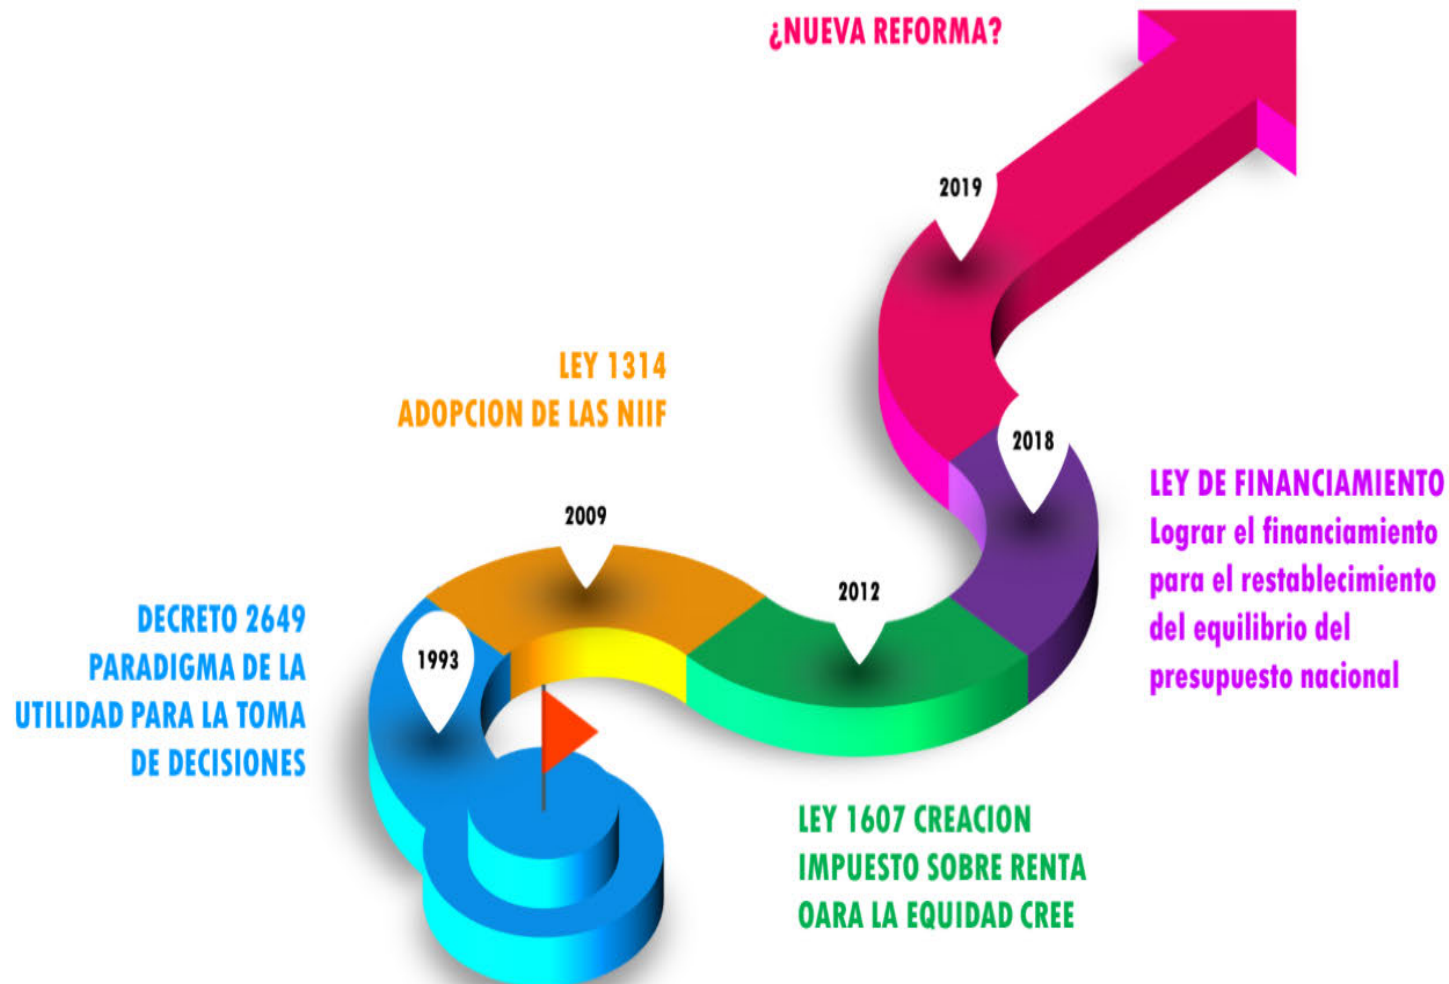 ¿NUEVA REFORMA?
2019
LEY 1314
ADOPCION DE LAS NIIF
2018
LEY DE FINANCIAMIENTO
Lograr el financiamiento
para el restablecimiento
del equilibrio del
presupuesto nacional
2009
2012
DECRETO 2649
PARADIGMA DE LA
UTILIDAD PARA LA TOMA
DE DECISIONES
1993
LEY 1607 CREACION
IMPUESTO SOBRE RENTA
OARA LA EQUIDAD CREE